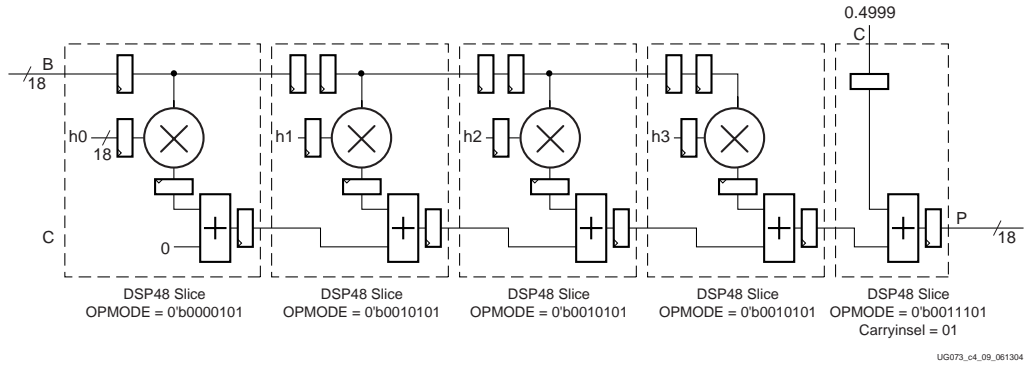 0.4999
C
B
18
h0
18
h1
h2
h3
C
0
P
18
DSP48 Slice
OPMODE = 0'b0000101
DSP48 Slice
OPMODE = 0'b0010101
DSP48 Slice
OPMODE = 0'b0010101
DSP48 Slice
OPMODE = 0'b0010101
DSP48 Slice
OPMODE = 0'b0011101
Carryinsel = 01
UG073_c4_09_061304